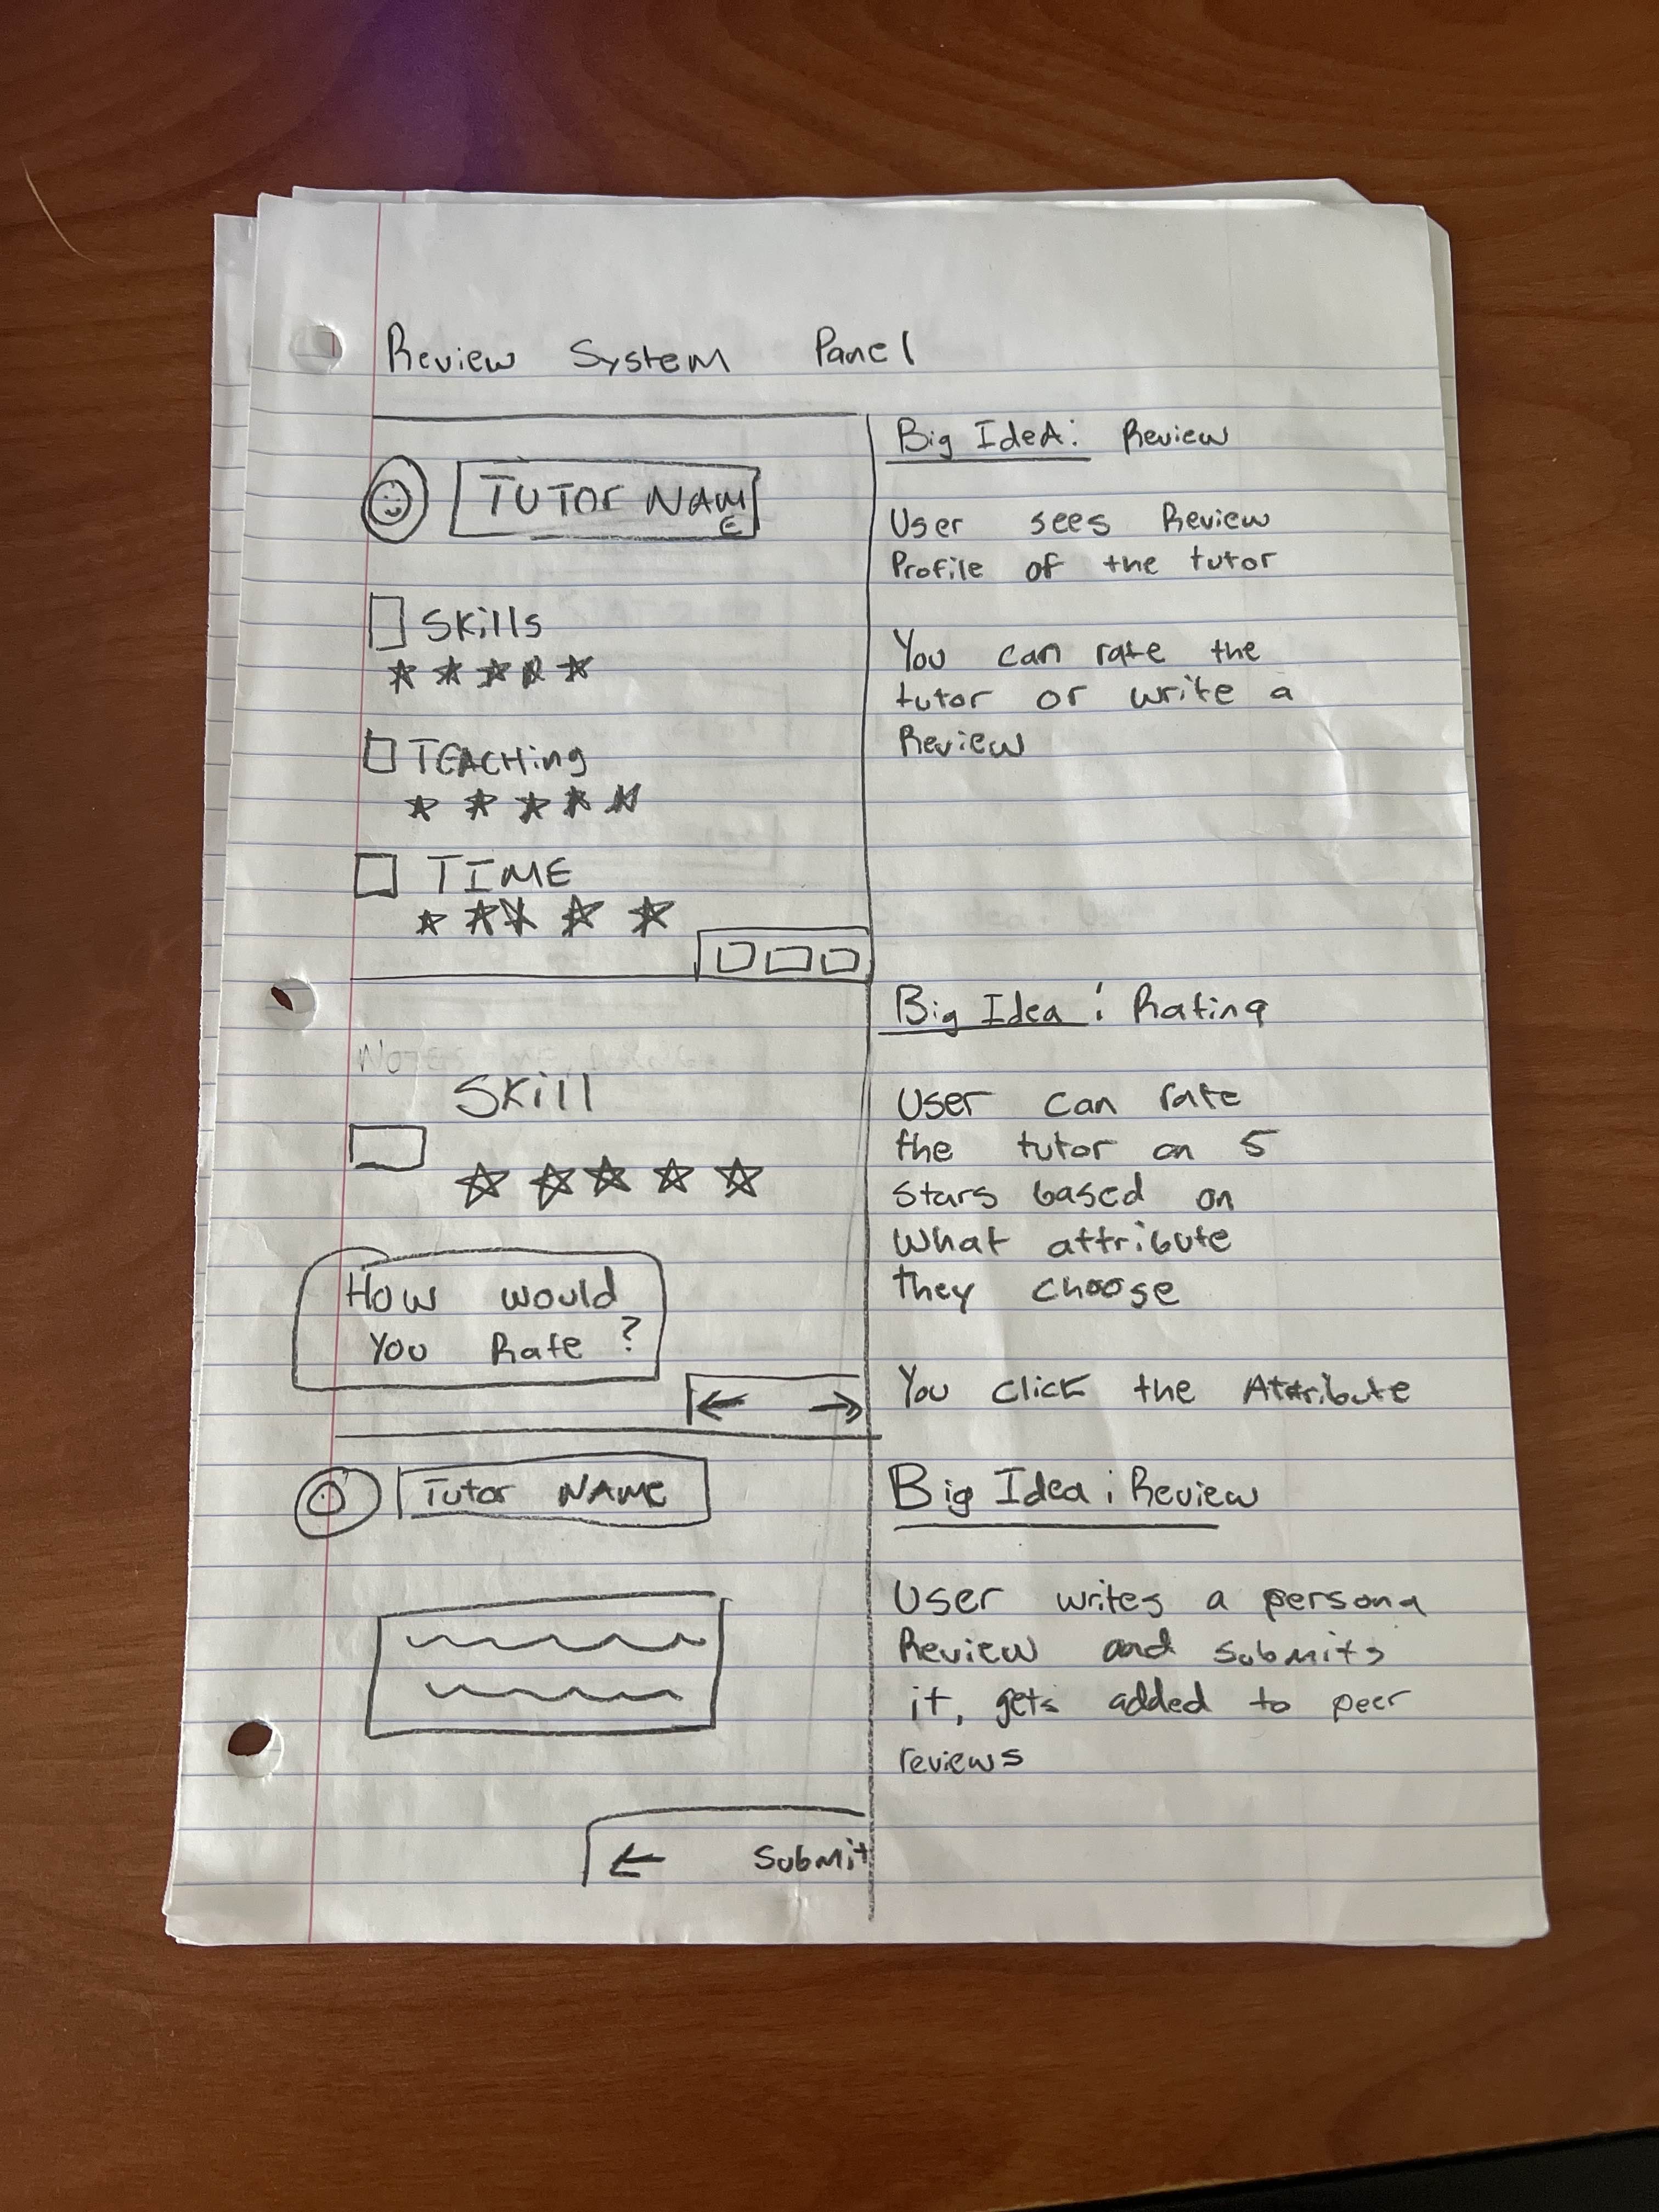 Review System Panel
TUTOR NAME
Skills
TEACHing
TIME
Big IdeA: Review
User sees Review
Profile of the tutor
You can rate the
tutor or write a
Review
Skill
How would
You Rate ?
Big Idea : Rating
User can rate
the tutor on 5
Stars based on
What attribute
they choose
You click the Attribute
Tutor NAME
Submit
Big Idea : Review
User writes a persona
Review and submits
it, gets added to peer
reviews